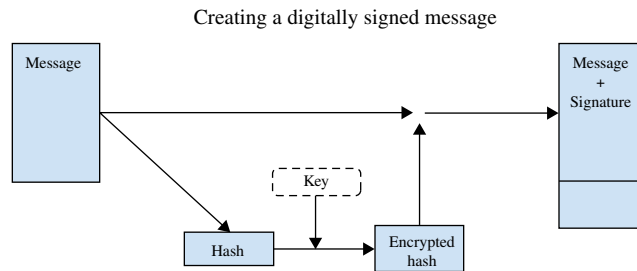 Creating a digitally signed message
Message
Message
+
Signature
Key
Hash
Encrypted
hash